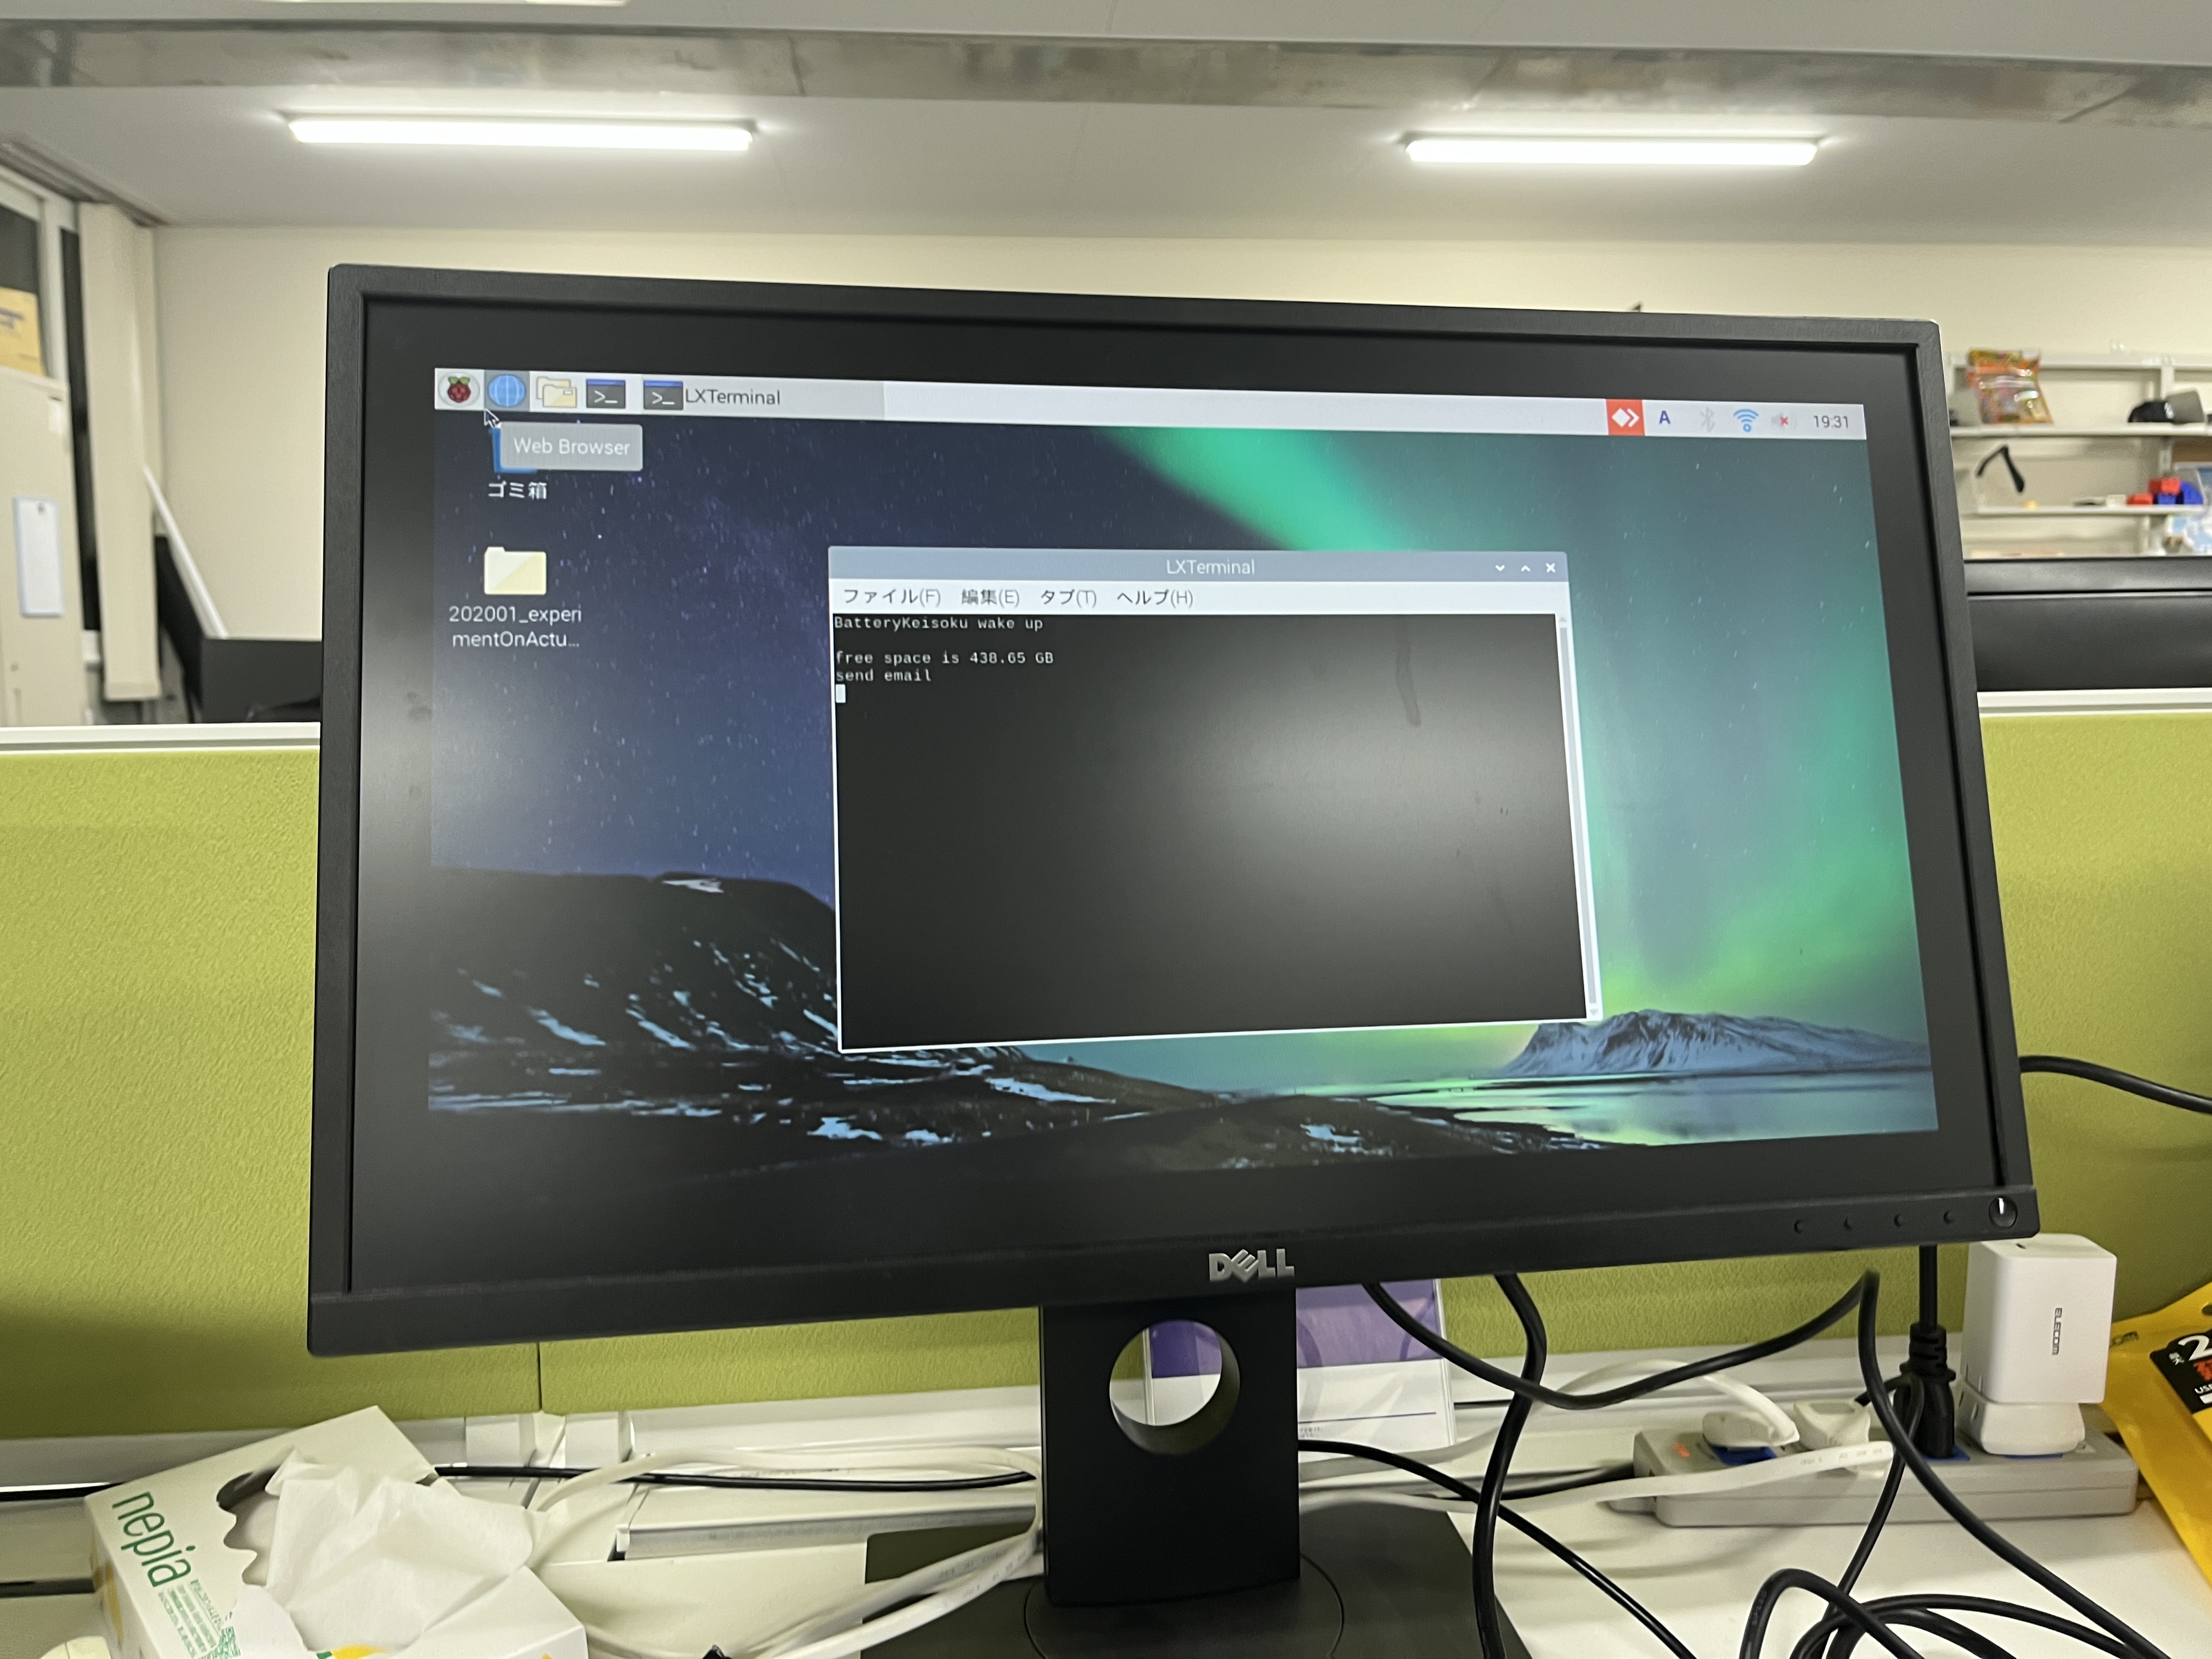 LXTerminal
A
19:31
Web Browser
ゴミ箱
202001_experi
mentOnActu...
LXTerminal
ファイル(F) 編集(E) タブ(T) ヘルプ(H)
BatteryKeisoku wake up
free space is 438.65 GB
send email
DELL
ELECOM
nepia